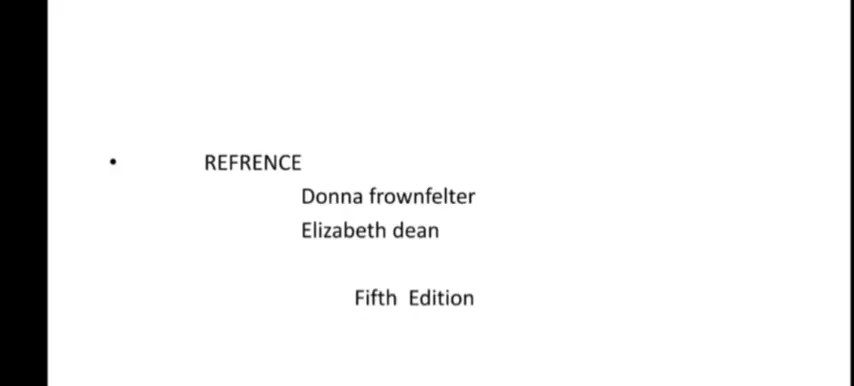 • REFRENCE
Donna frownfelter
Elizabeth dean
Fifth Edition